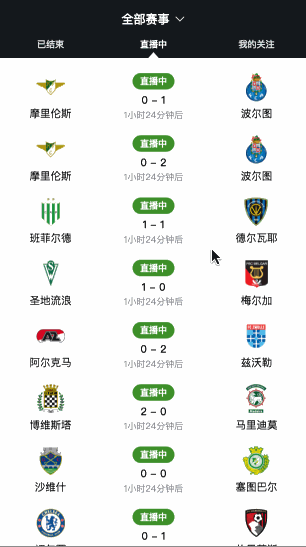 全部赛事
已结束 直播中 我的关注
直播中
0 - 1
摩里伦斯 波尔图
1小时24分钟后
直播中
0 - 2
摩里伦斯 波尔图
1小时24分钟后
直播中
1 - 1
班菲尔德 德尔瓦耶
1小时24分钟后
直播中
1 - 0
圣地流浪 梅尔加
1小时24分钟后
直播中
0 - 2
阿尔克马 兹沃勒
1小时24分钟后
直播中
2 - 0
博维斯塔 马里迪莫
1小时24分钟后
直播中
0 - 0
沙维什 塞图巴尔
1小时24分钟后
直播中
0 - 1